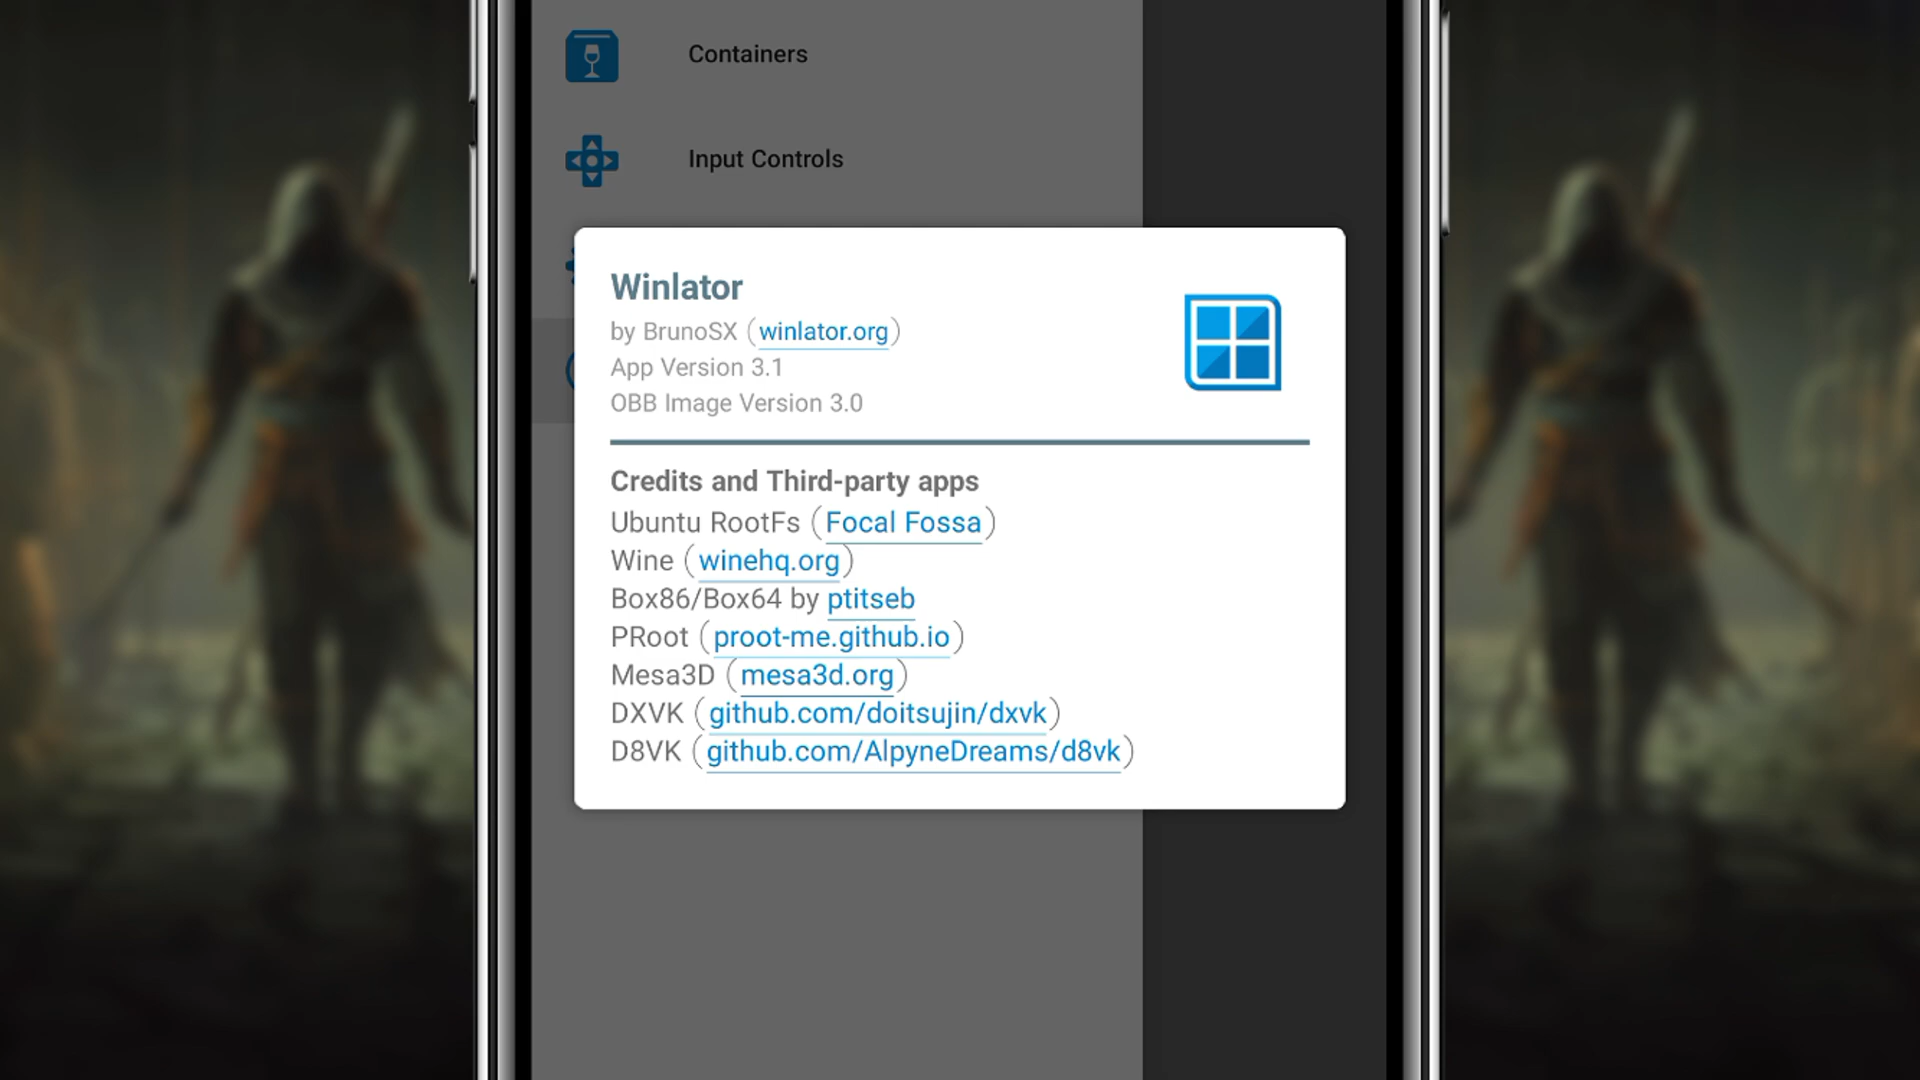 Containers
Input Controls
Winlator
by BrunoSX (winlator.org)
App Version 3.1
OBB Image Version 3.0
Credits and Third-party apps
Ubuntu RootFs (Focal Fossa)
Wine (winehq.org)
Box86/Box64 by ptitseb
PRoot (proot-me.github.io)
Mesa3D (mesa3d.org)
DXVK (github.com/doitsujin/dxvk)
D8VK (github.com/AlpyneDreams/d8vk)